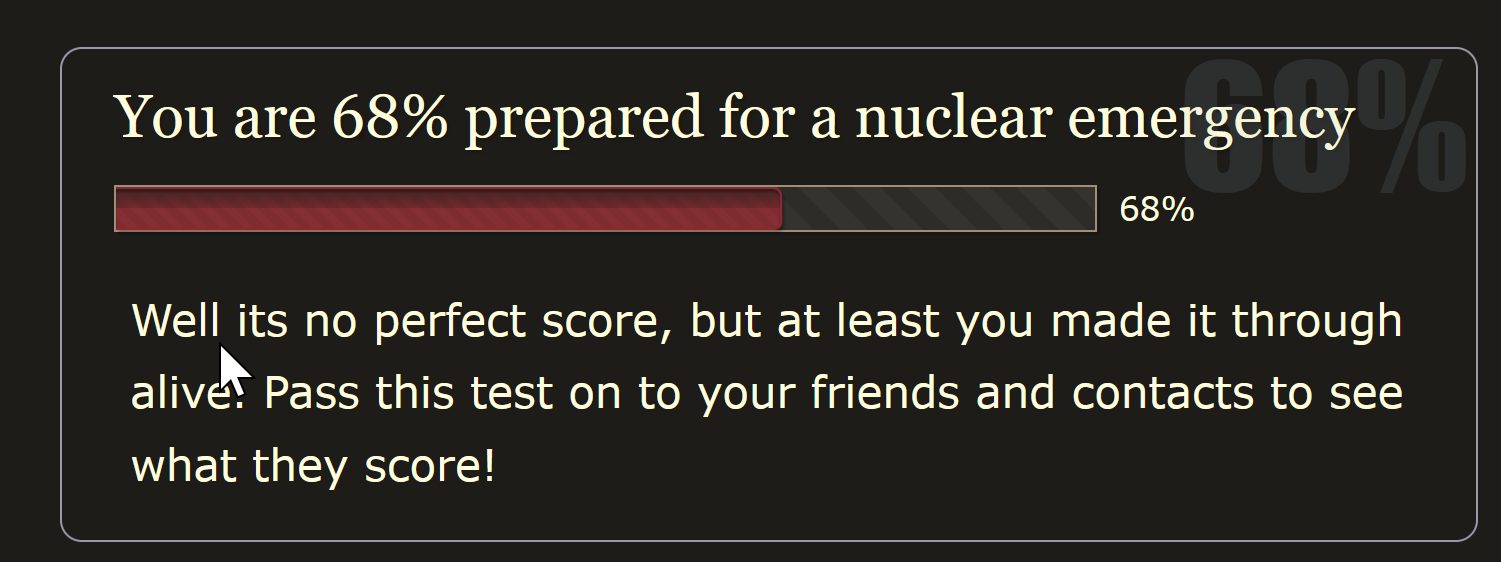 You are 68% prepared for a nuclear emergency
68%
68%
Well its no perfect score, but at least you made it through
alive. Pass this test on to your friends and contacts to see
what they score!